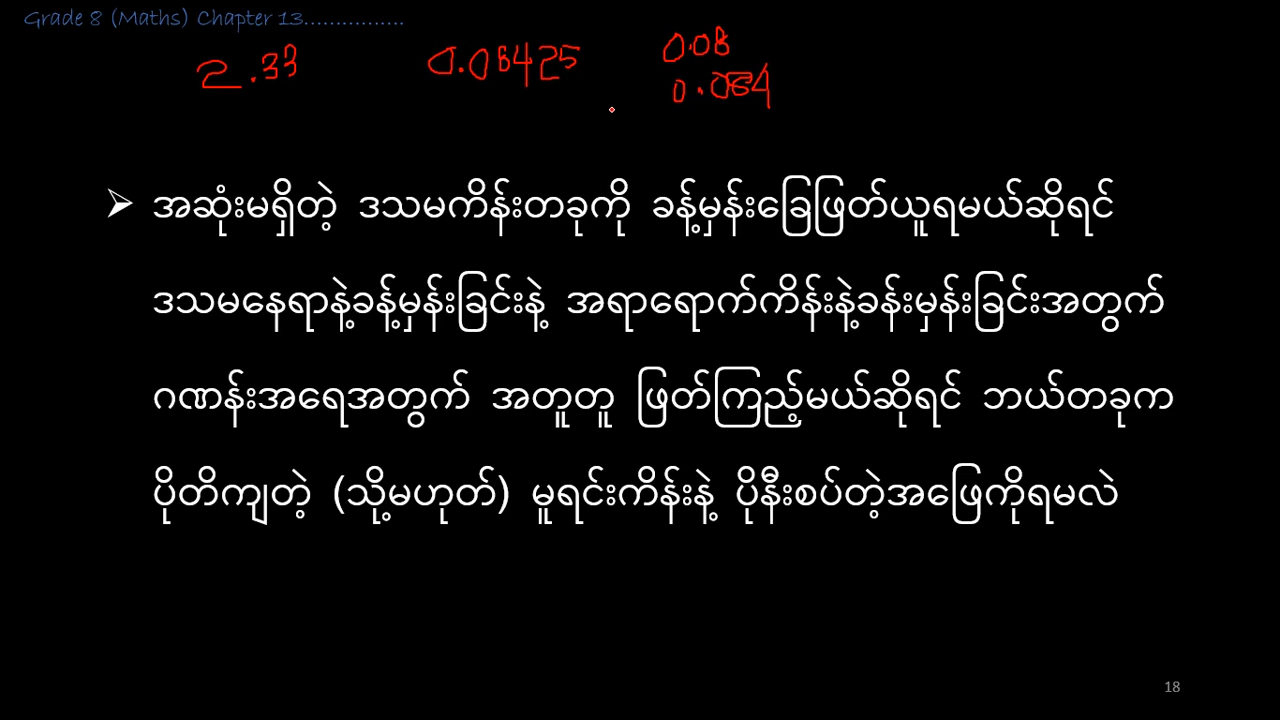 Grade 8 (Maths) Chapter 13................
2.33 0.08425 0.08
0.084
➢ အဆုံးမရှိတဲ့ ဒသမကိန်းတခုကို ခန့်မှန်းခြေဖြတ်ယူရမယ်ဆိုရင်
ဒသမနေရာနဲ့ခန့်မှန်းခြင်းနဲ့ အရာရောက်ကိန်းနဲ့ခန်းမှန်းခြင်းအတွက်
ဂဏန်းအရေအတွက် အတူတူ ဖြတ်ကြည့်မယ်ဆိုရင် ဘယ်တခုက
ပိုတိကျတဲ့ (သို့မဟုတ်) မူရင်းကိန်းနဲ့ ပိုနီးစပ်တဲ့အဖြေကိုရမလဲ
18